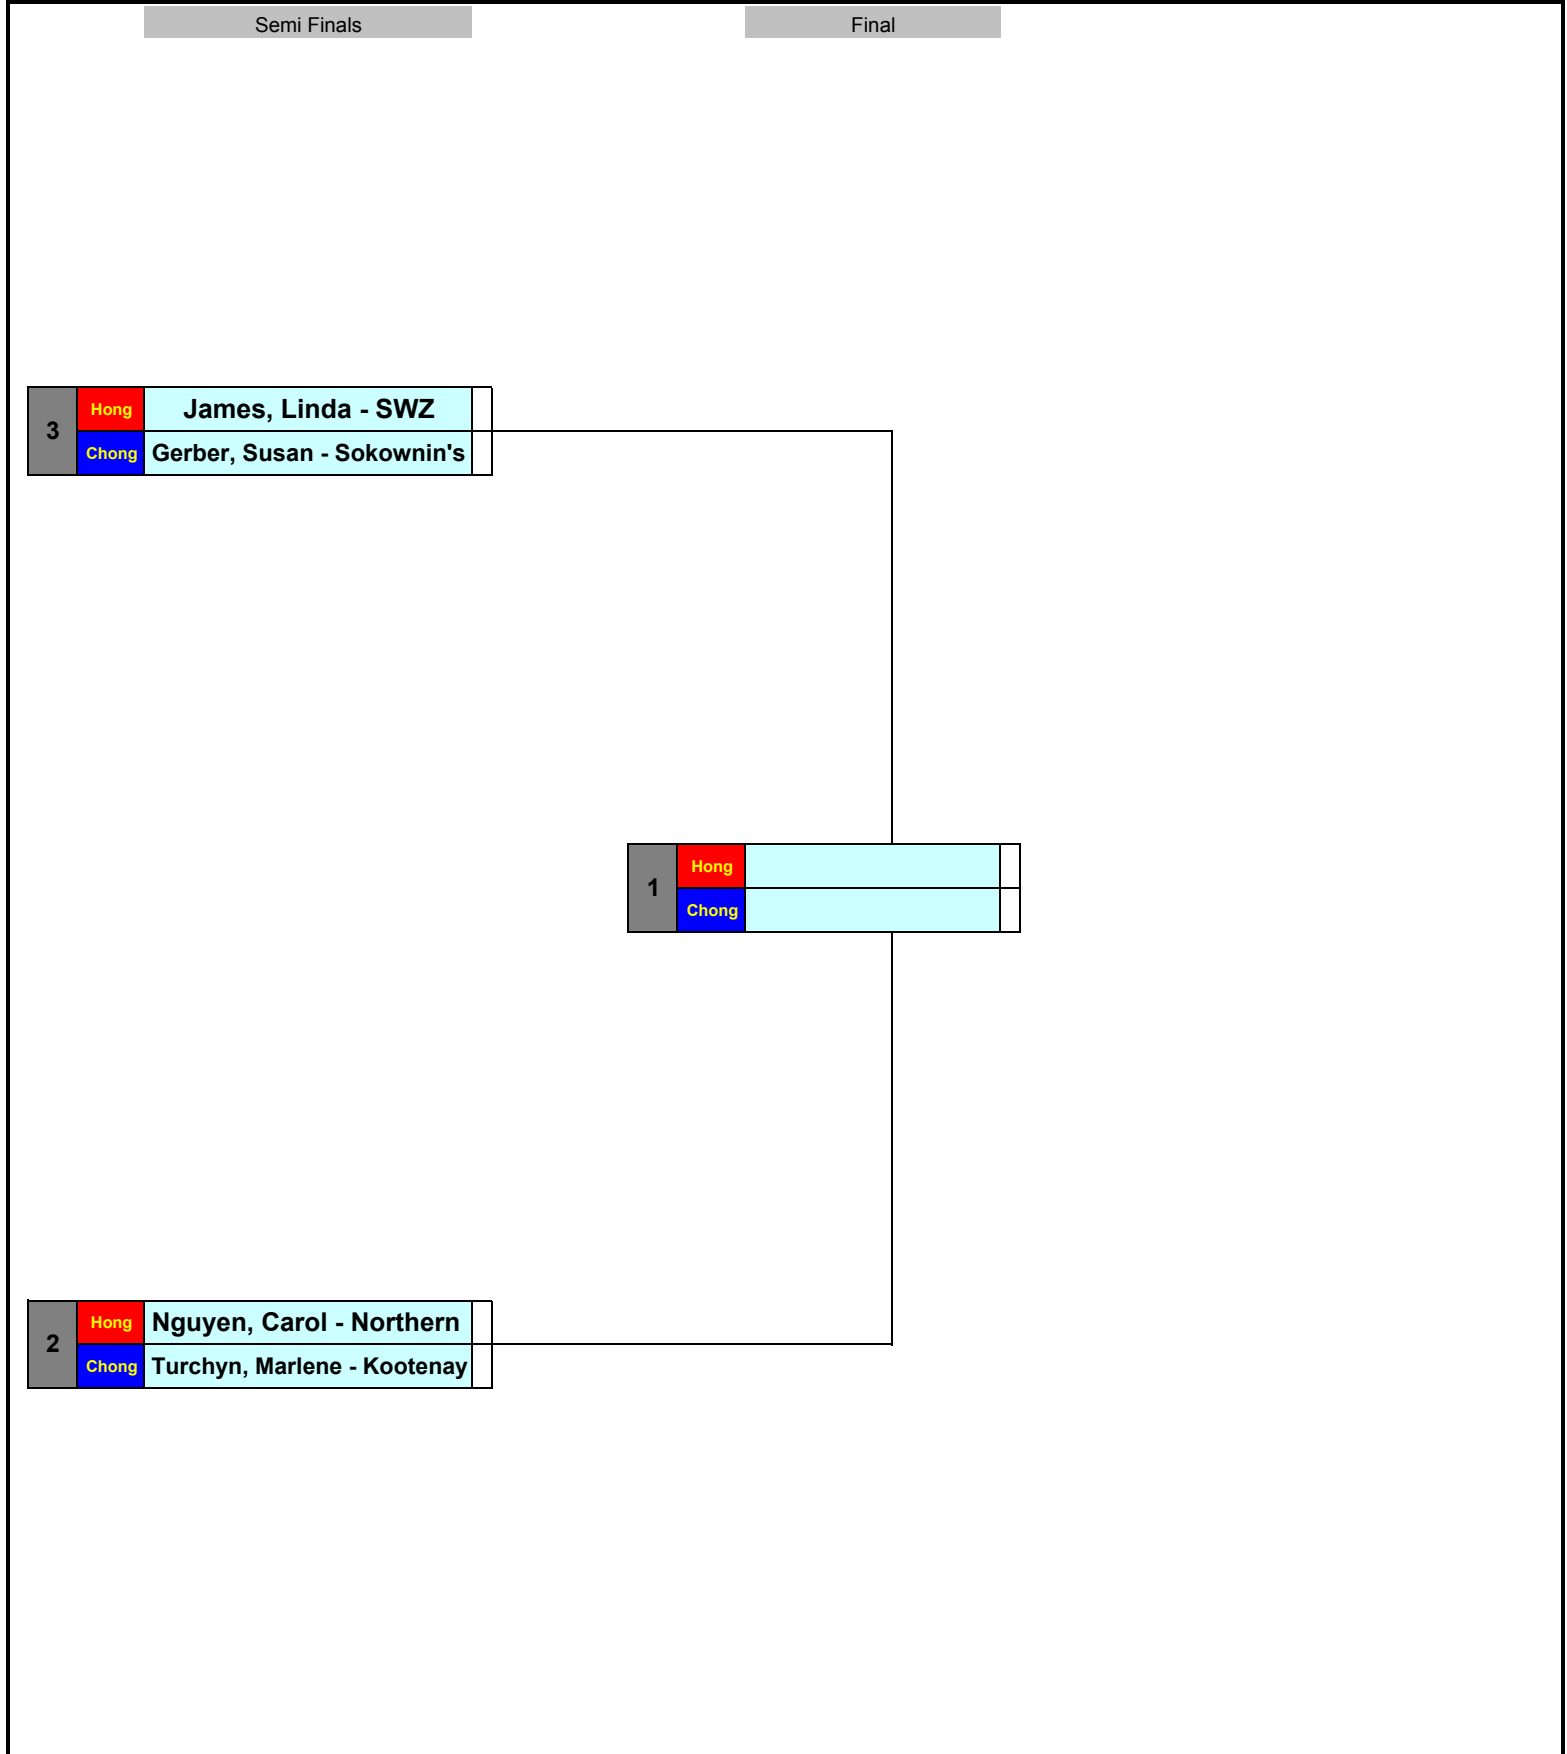 Semi Finals
Final
3
Hong
James, Linda - SWZ
Chong
Gerber, Susan - Sokownin's
1
Hong
Chong
2
Hong
Nguyen, Carol - Northern
Chong
Turchyn, Marlene - Kootenay